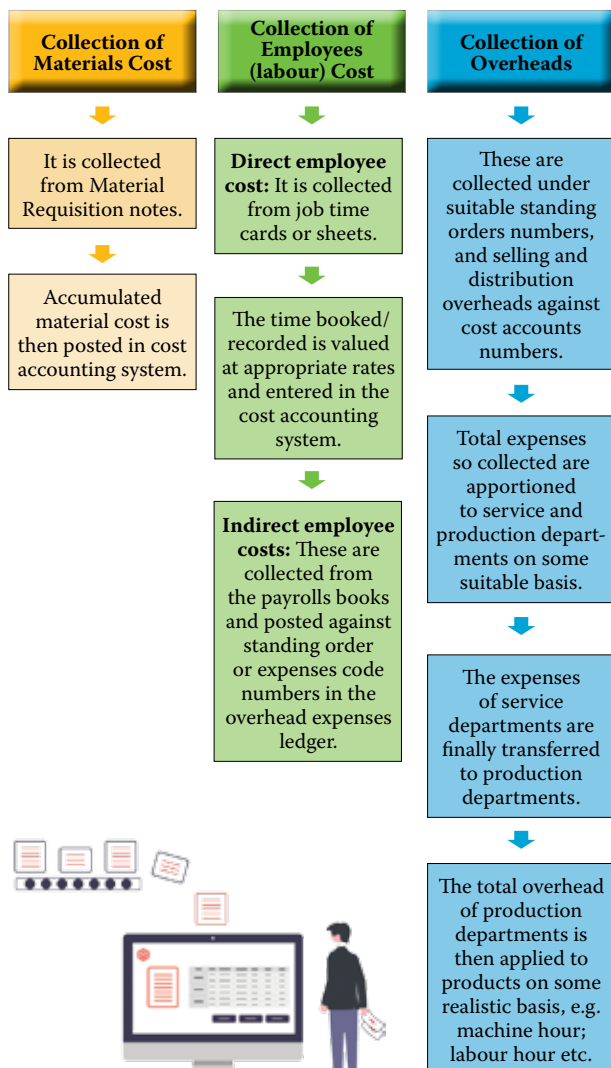 Collection of
Materials Cost
It is collected
from Material
Requisition notes.
Accumulated
material cost is
then posted in cost
accounting system.
Collection of
Employees
(labour) Cost
Direct employee
cost: It is collected
from job time
cards or sheets.
The time booked/
recorded is valued
at appropriate rates
and entered in the
cost accounting
system.
Indirect employee
costs: These are
collected from
the payrolls books
and posted against
standing order
or expenses code
numbers in the
overhead expenses
ledger.
Collection of
Overheads
These are
collected under
suitable standing
orders numbers,
and selling and
distribution
overheads against
cost accounts
numbers.
Total expenses
so collected are
apportioned
to service and
production depart-
ments on some
suitable basis.
The expenses
of service
departments are
finally transferred
to production
departments.
The total overhead
of production
departments is
then applied to
products on some
realistic basis, e.g.
machine hour;
labour hour etc.